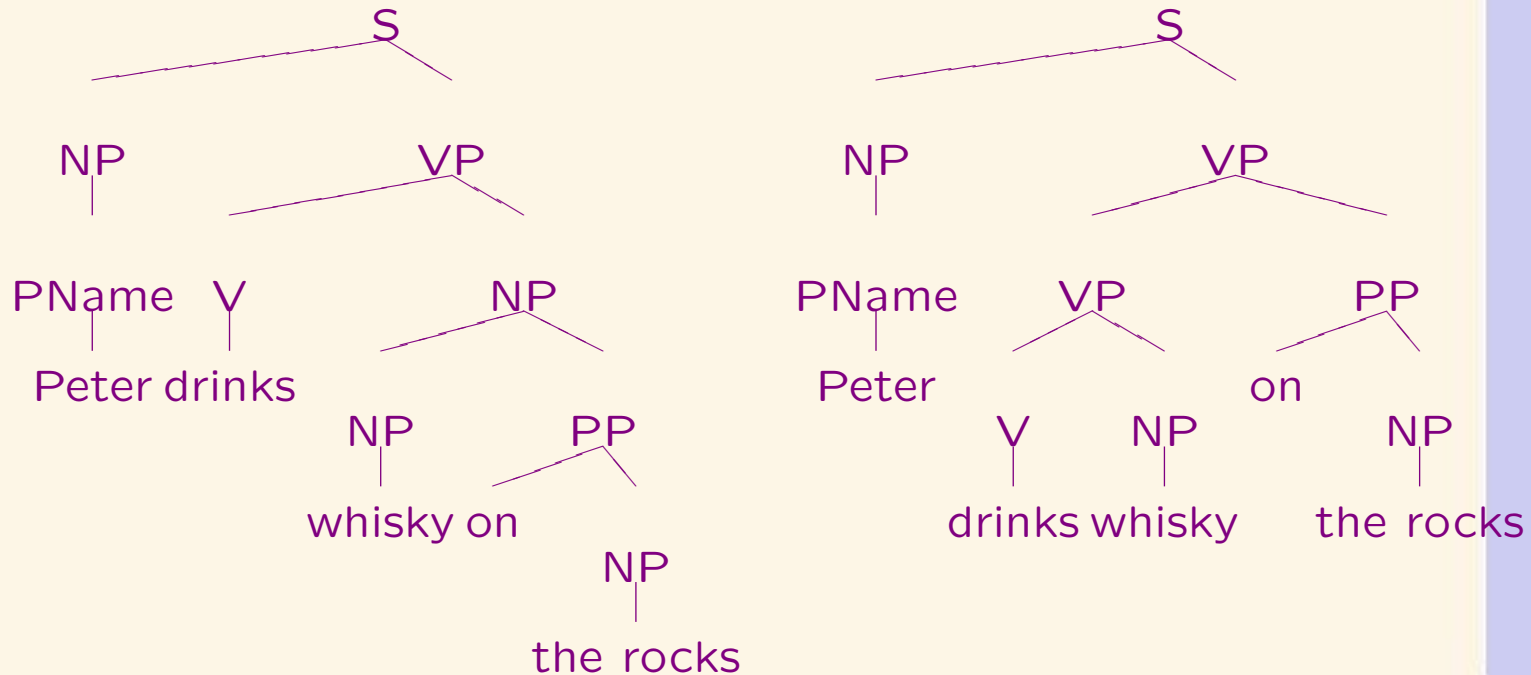 S S
NP VP NP VP
PName V NP PName VP PP
Peter drinks Peter on
NP PP V NP NP
whisky on drinks whisky the rocks
NP
the rocks